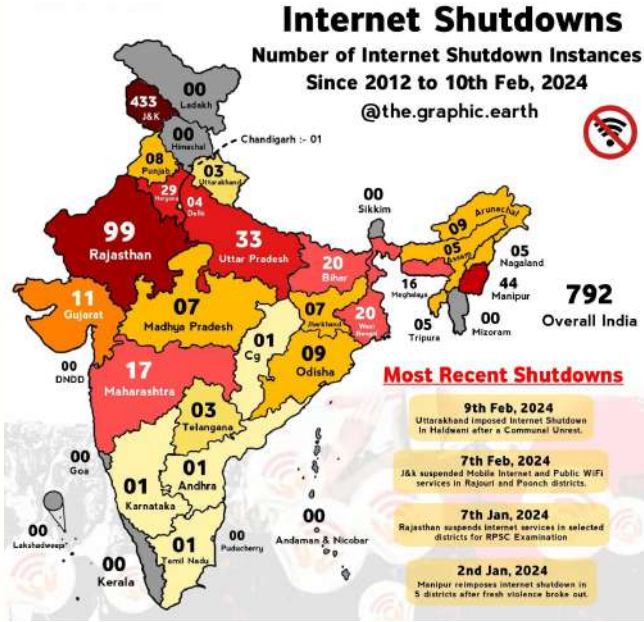 Internet Shutdowns
Number of Internet Shutdown Instances
Since 2012 to 10th Feb, 2024
@the.graphic.earth
00
Ladakh
433
J&K
00
Himachal
Chandigarh :- 01
08
Punjab
03
Uttarakhand
29
Haryana
04
Delhi
99
Rajasthan
33
Uttar Pradesh
00
Sikkim
09 Arunachal
05
Assam
05
Nagaland
20
Bihar
16
Meghalaya
44
Manipur
792
Overall India
11
Gujarat
07
Madhya Pradesh
07
Jharkhand
20
West
Bengal
05
Tripura
00
Mizoram
00
DNDD
17
Maharashtra
01
Cg
09
Odisha
03
Telangana
00
Goa
01
Karnataka
01
Andhra
00
Lakshadweep*
00
Kerala
01
Tamil Nadu
00
Puducherry
00
Andaman & Nicobar
Most Recent Shutdowns
9th Feb, 2024
Uttarakhand imposed Internet Shutdown
in Haldwani after a Communal Unrest.
7th Feb, 2024
J&k suspended Mobile Internet and Public WiFi
services in Rajouri and Poonch districts.
7th Jan, 2024
Rajasthan suspends internet services in selected
districts for RPSC Examination
2nd Jan, 2024
Manipur reimposes internet shutdown in
5 districts after fresh violence broke out.